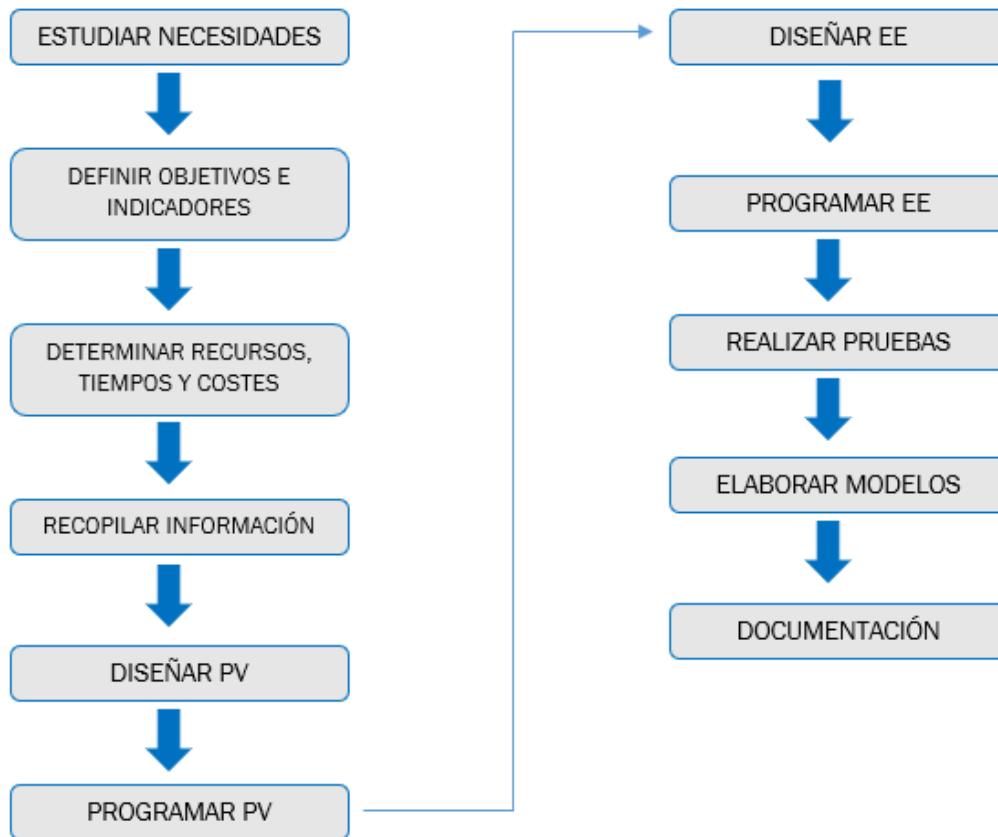 ESTUDIAR NECESIDADES
DEFINIR OBJETIVOS E
INDICADORES
DETERMINAR RECURSOS,
TIEMPOS Y COSTES
RECOPILAR INFORMACIÓN
DISEÑAR PV
PROGRAMAR PV
DISEÑAR EE
PROGRAMAR EE
REALIZAR PRUEBAS
ELABORAR MODELOS
DOCUMENTACIÓN